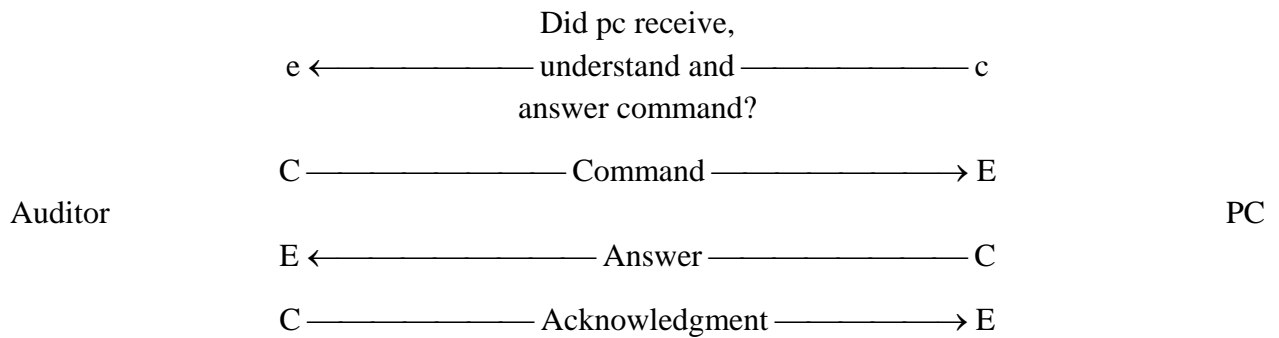 Did pc receive,
e understand and c
answer command?
C Command E
Auditor PC
E Answer C
C Acknowledgment E